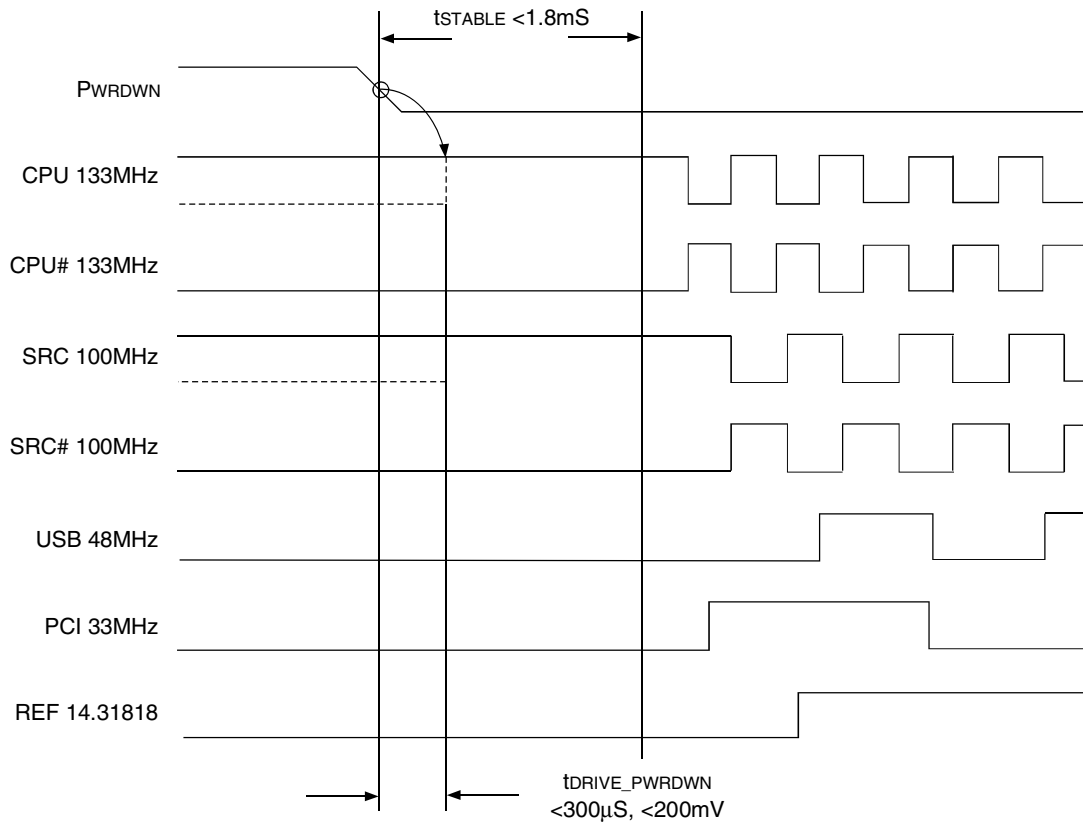 tSTABLE <1.8mS
PWRDWN
CPU 133MHz
CPU# 133MHz
SRC 100MHz
SRC# 100MHz
USB 48MHz
PCI 33MHz
REF 14.31818
tDRIVE_PWRDWN
<300µS, <200mV